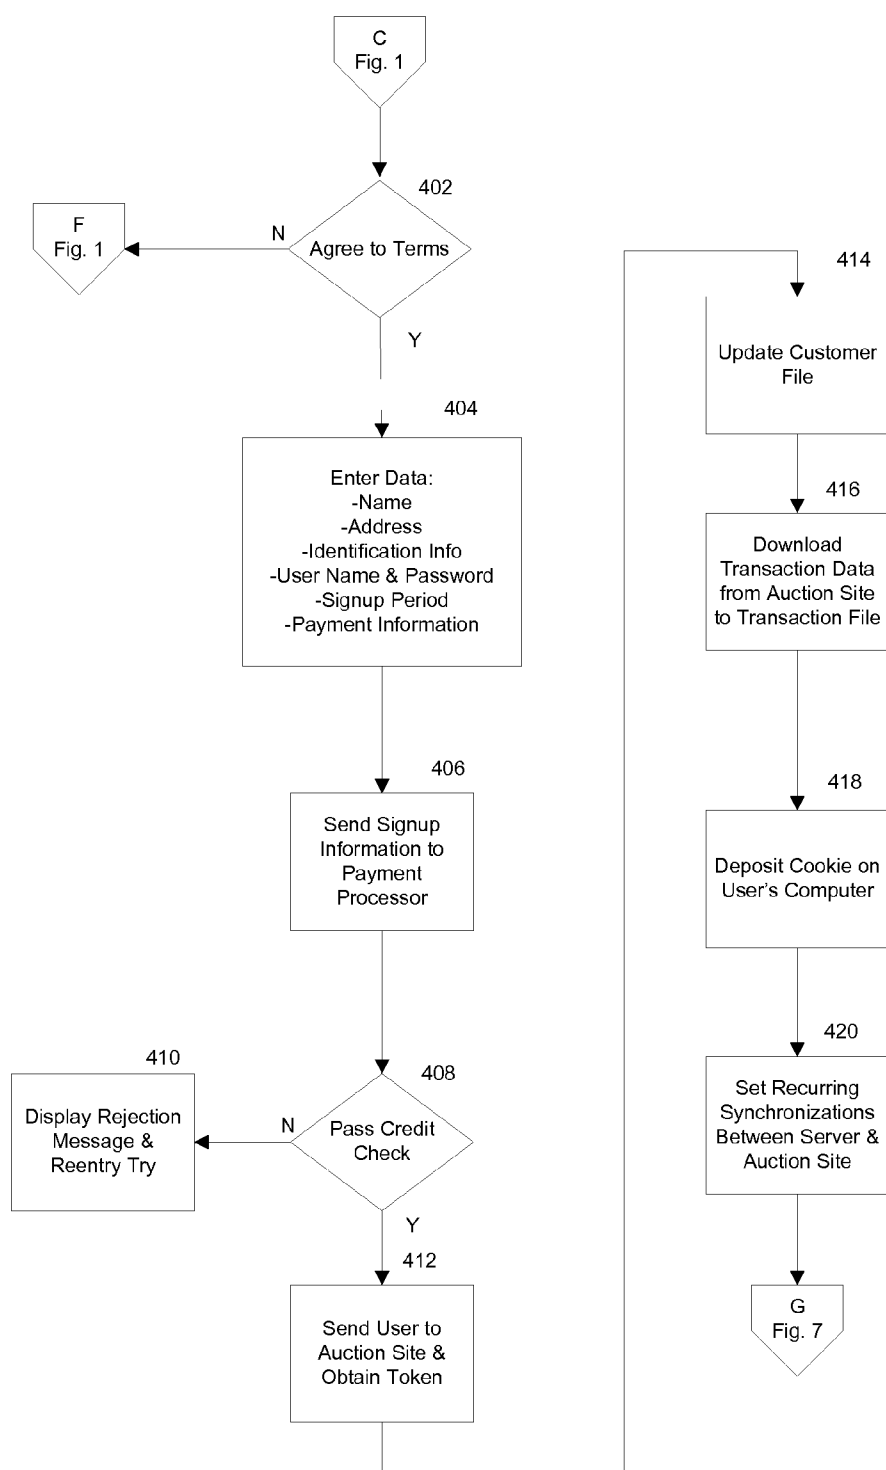 C
Fig. 1
402
F
Fig. 1
N
Agree to Terms
Y
404
Enter Data:
-Name
-Address
-Identification Info
-User Name & Password
-Signup Period
-Payment Information
406
Send Signup
Information to
Payment
Processor
408
Pass Credit
Check
N
410
Display Rejection
Message &
Reentry Try
Y
412
Send User to
Auction Site &
Obtain Token
414
Update Customer
File
416
Download
Transaction Data
from Auction Site
to Transaction File
418
Deposit Cookie on
User's Computer
420
Set Recurring
Synchronizations
Between Server &
Auction Site
G
Fig. 7